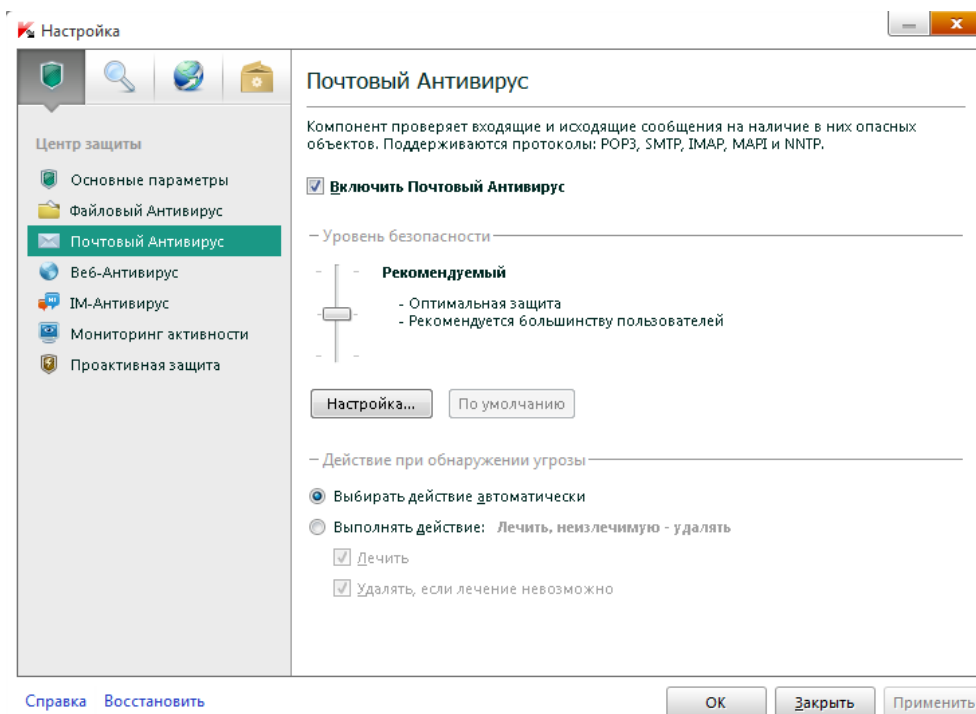 Настройка
Почтовый Антивирус
Компонент проверяет входящие и исходящие сообщения на наличие в них опасных
объектов. Поддерживаются протоколы: POP3, SMTP, IMAP, MAPI и NNTP.
Центр защиты
Основные параметры
Файловый Антивирус
Почтовый Антивирус
Веб-Антивирус
IM-Антивирус
Мониторинг активности
Проактивная защита
Включить Почтовый Антивирус
Уровень безопасности
Рекомендуемый
- Оптимальная защита
- Рекомендуется большинству пользователей
Настройка... По умолчанию
Действие при обнаружении угрозы
Выбирать действие автоматически
Выполнять действие: Лечить, неизлечимую - удалять
Лечить
Удалять, если лечение невозможно
Справка Восстановить OK Закрыть Применить